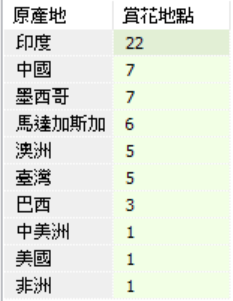 原產地 賞花地點
印度 22
中國 7
墨西哥 7
馬達加斯加 6
澳洲 5
臺灣 5
巴西 3
中美洲 1
美國 1
非洲 1